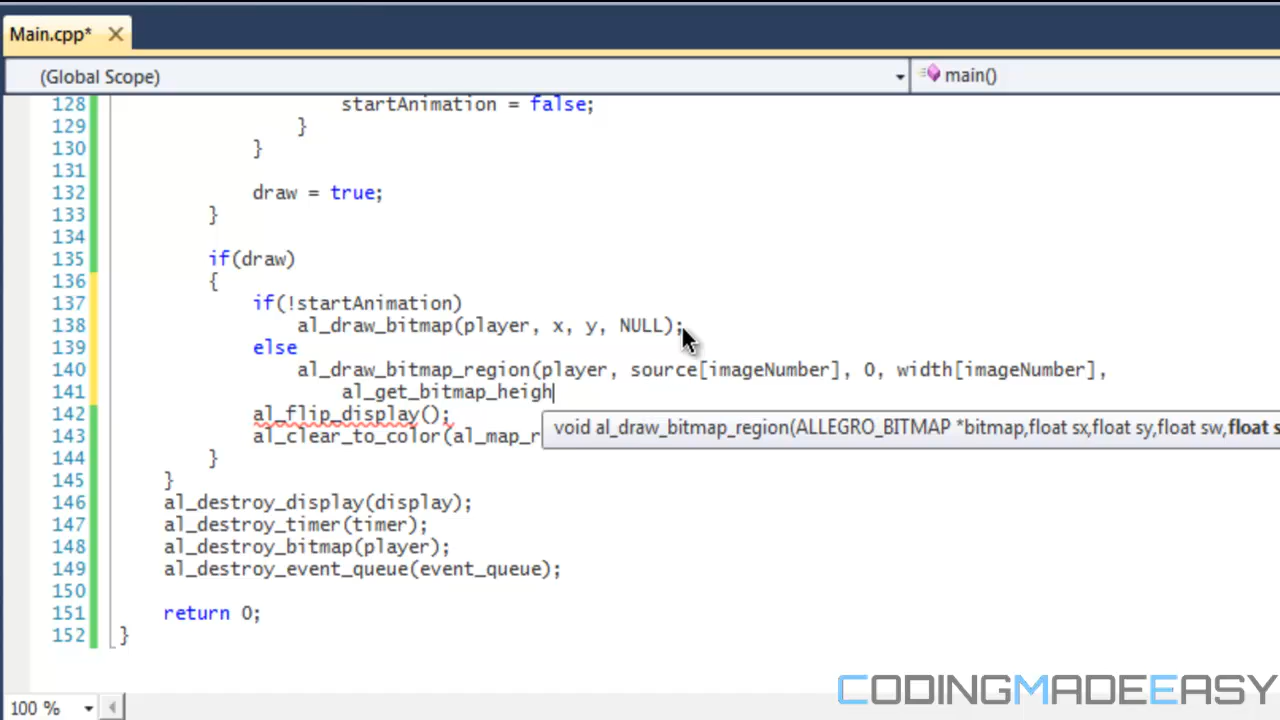 Main.cpp*
(Global Scope) main()
128 startAnimation = false;
129 }
130 }
131
132 draw = true;
133 }
134
135 if(draw)
136 {
137 if(!startAnimation)
138 al_draw_bitmap(player, x, y, NULL);
139 else
140 al_draw_bitmap_region(player, source[imageNumber], 0, width[imageNumber],
141 al_get_bitmap_heigh
142 al_flip_display();
void al_draw_bitmap_region(ALLEGRO_BITMAP *bitmap,float sx,float sy,float sw,float s
143 al_clear_to_color(al_map_r
144 }
145 }
146 al_destroy_display(display);
147 al_destroy_timer(timer);
148 al_destroy_bitmap(player);
149 al_destroy_event_queue(event_queue);
150
151 return 0;
152 }
CODINGMADEEASY
100 %